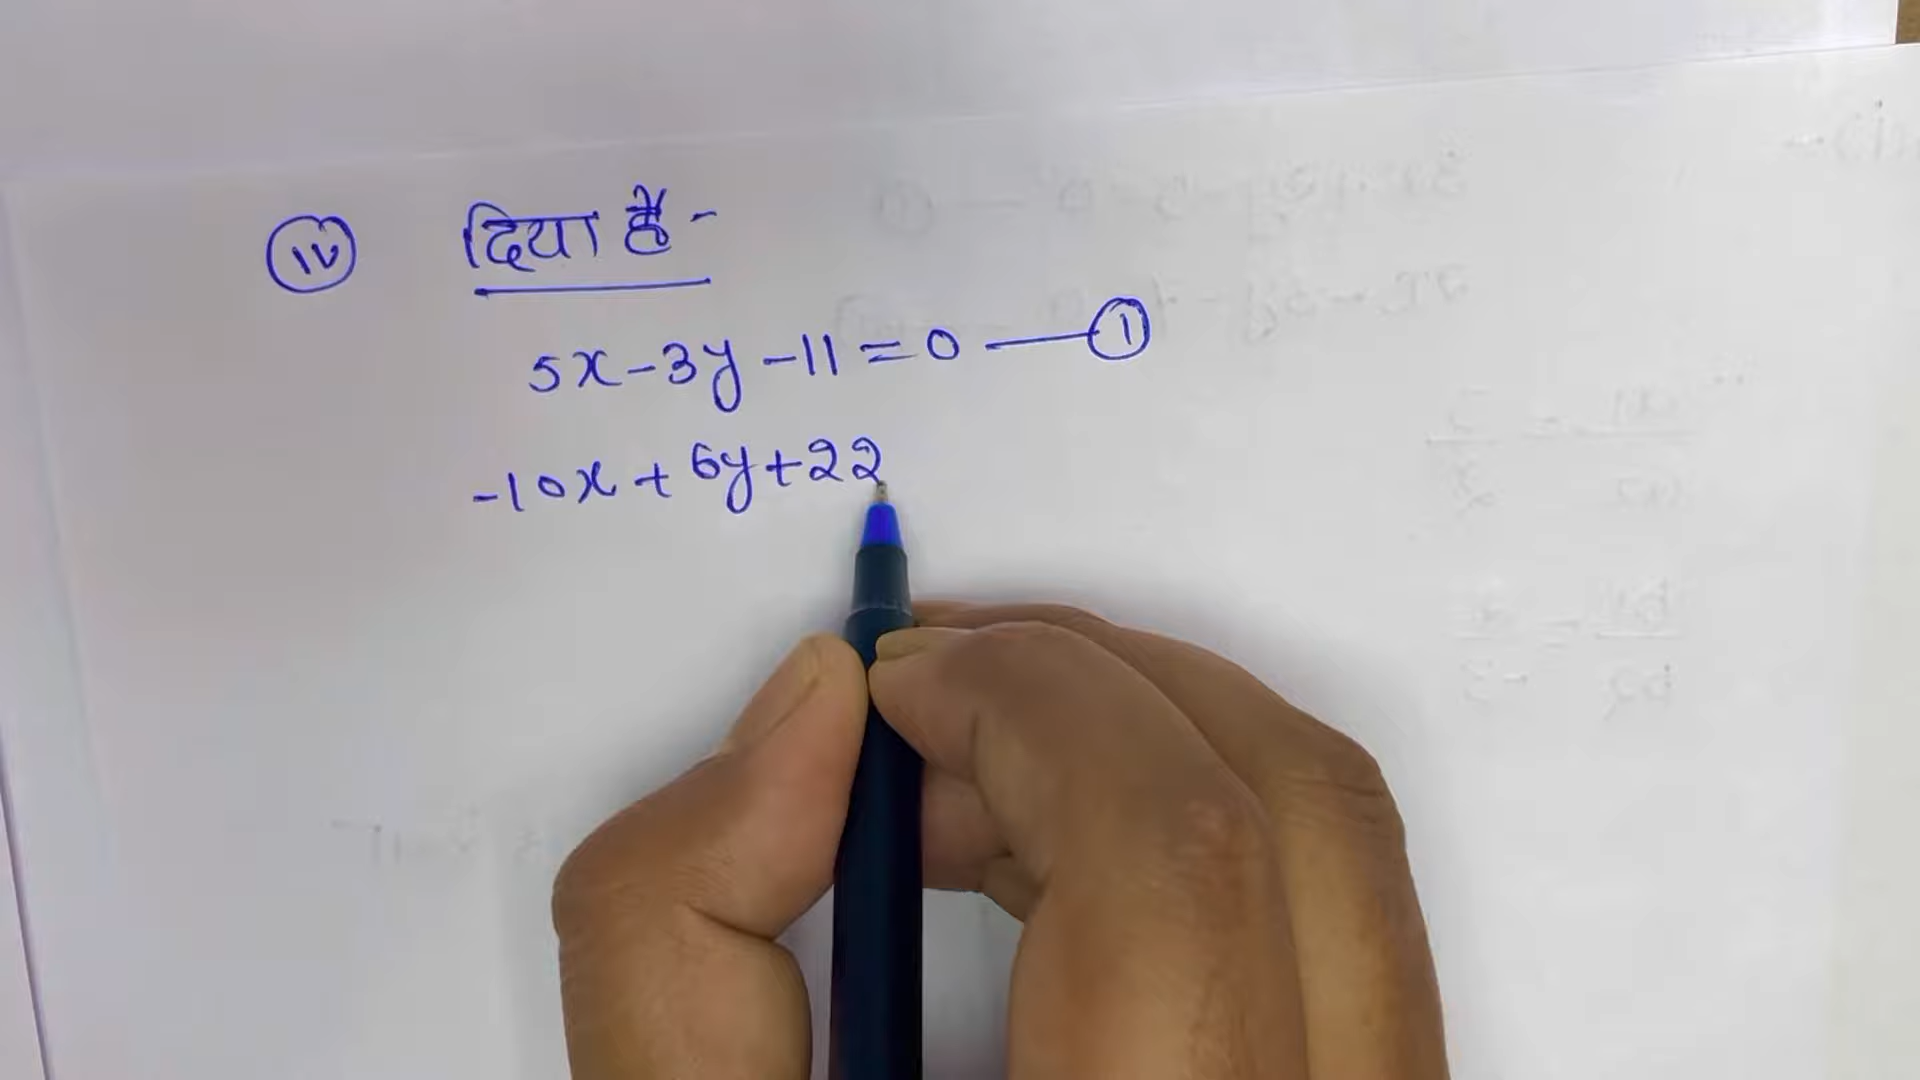 (iv) दिया है -
5x - 3y - 11 = 0 — (1)
-10x + 6y + 22